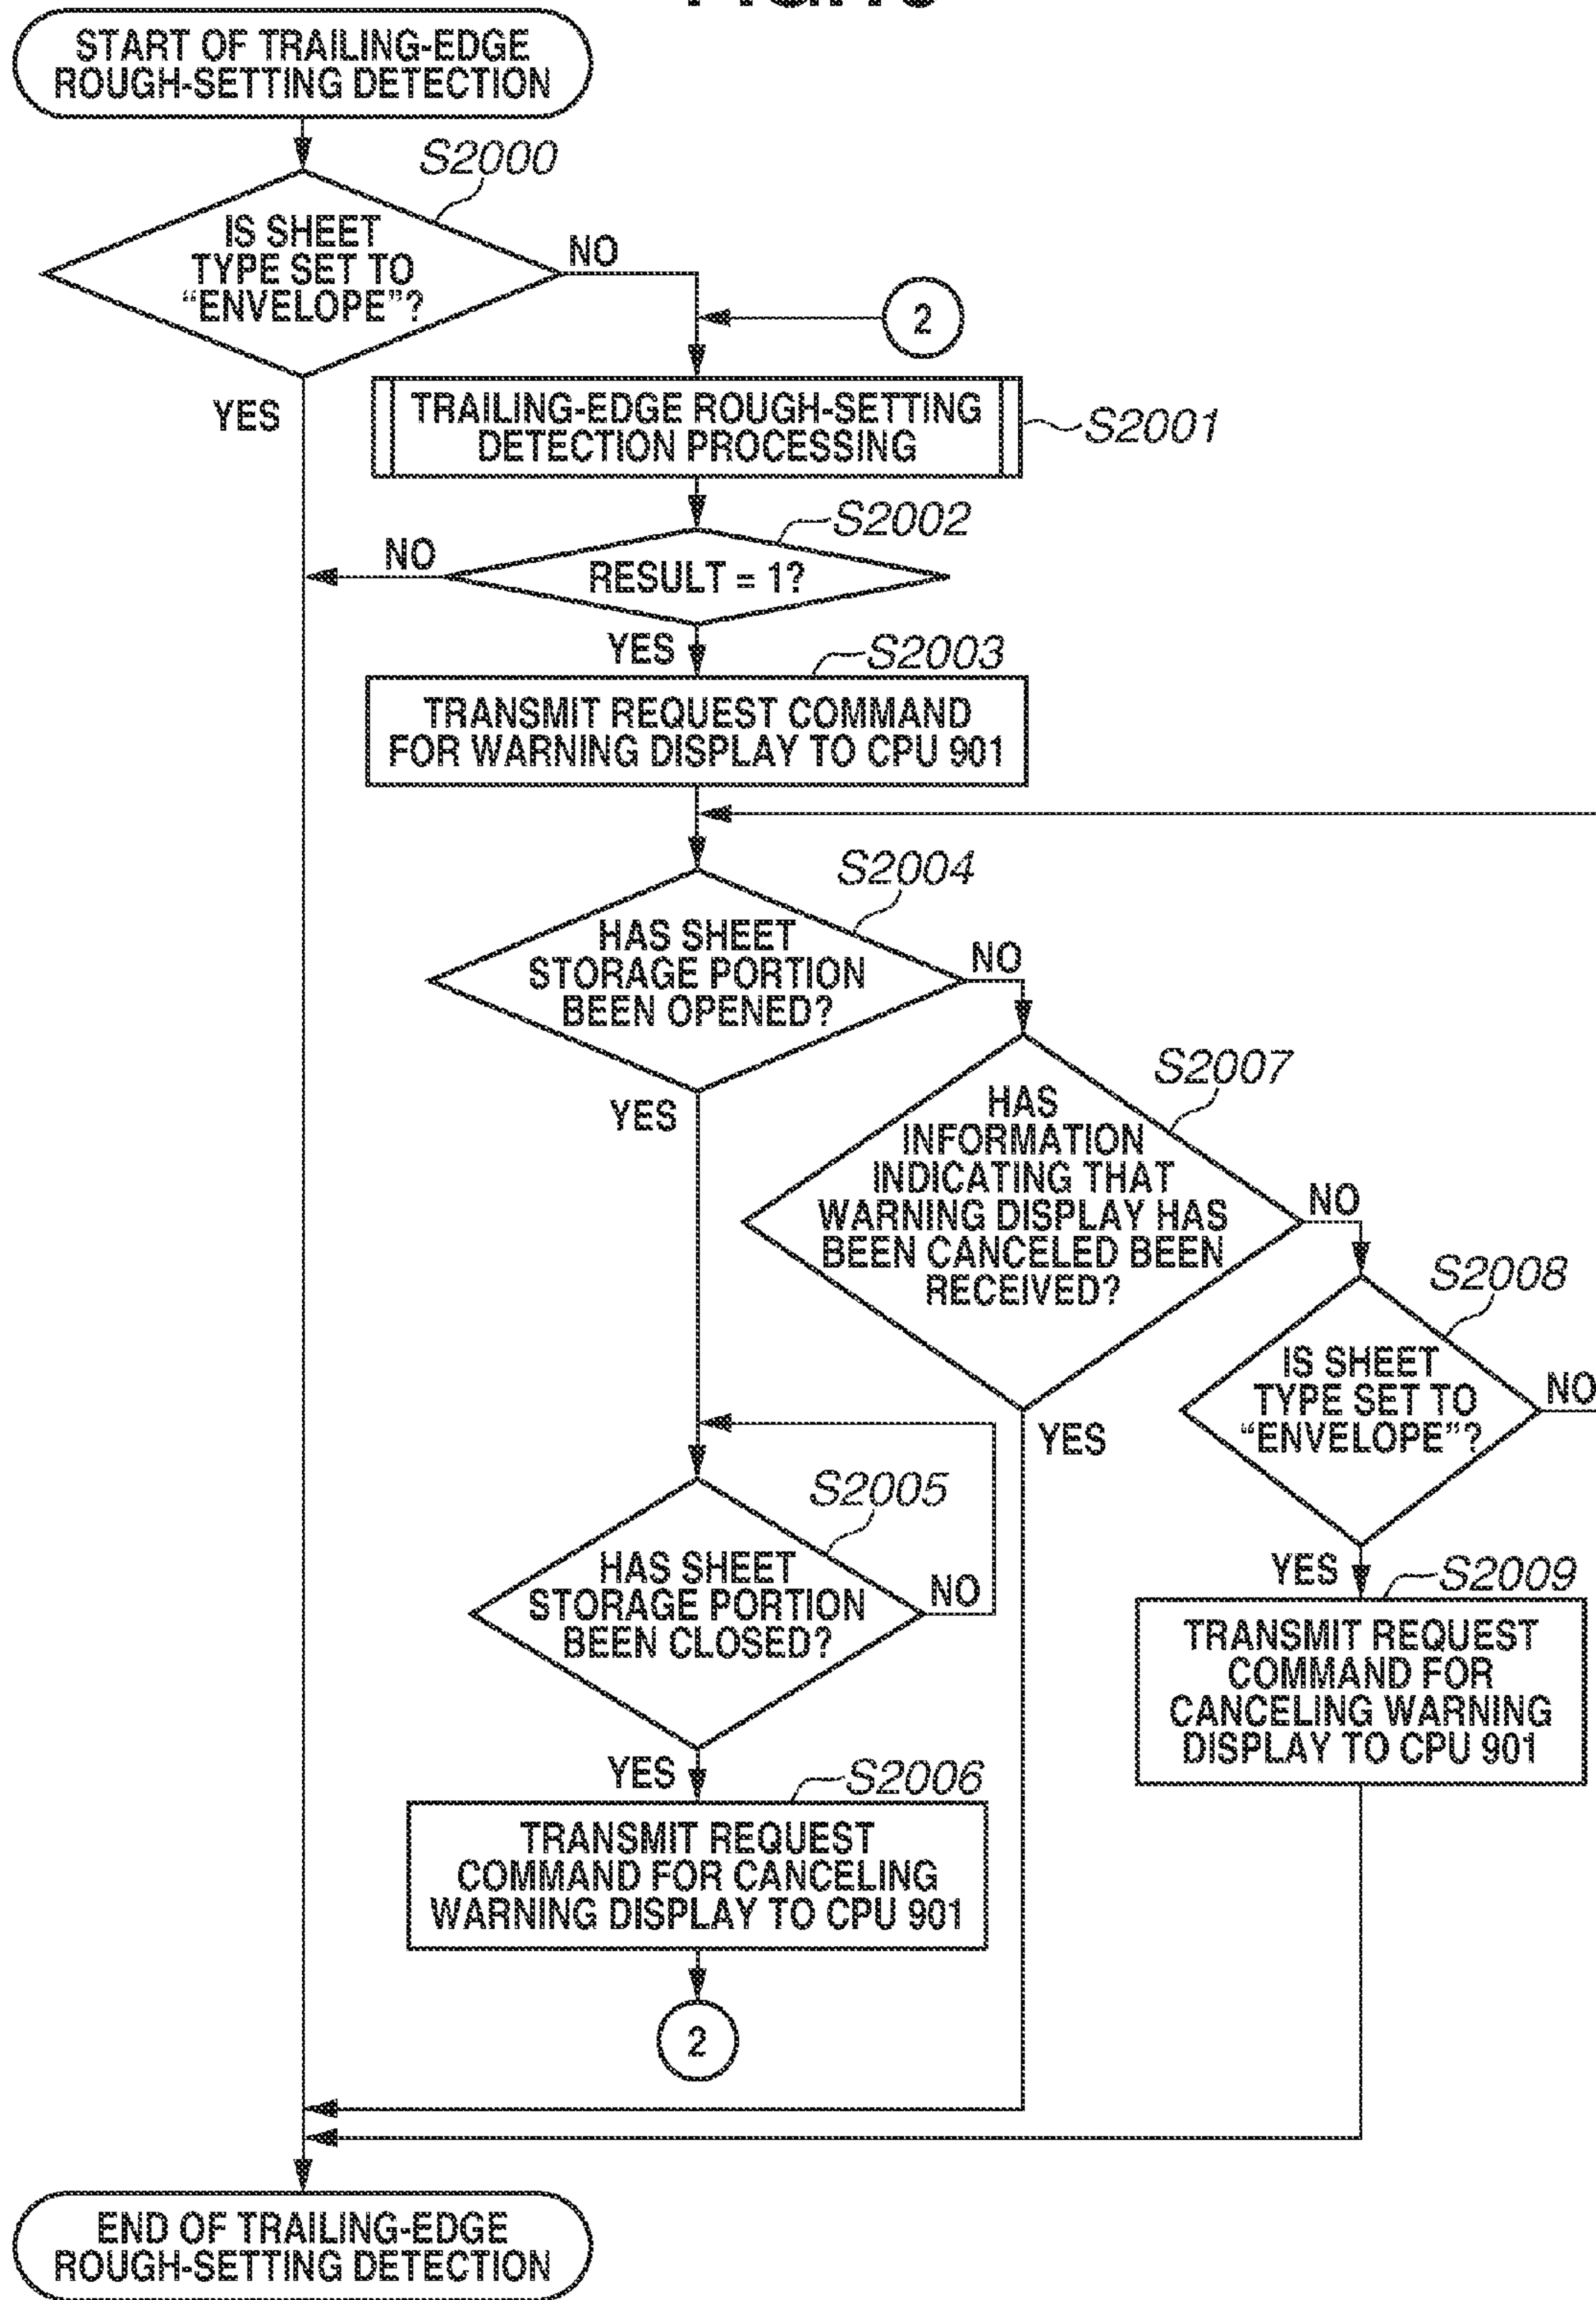 START OF TRAILING-EDGE
ROUGH-SETTING DETECTION
S2000
IS SHEET
TYPE SET TO
“ENVELOPE”?
NO
2
YES
TRAILING-EDGE ROUGH-SETTING
DETECTION PROCESSING
S2001
S2002
NO
RESULT = 1?
YES
S2003
TRANSMIT REQUEST COMMAND
FOR WARNING DISPLAY TO CPU 901
S2004
HAS SHEET
STORAGE PORTION
BEEN OPENED?
NO
YES
S2007
HAS
INFORMATION
INDICATING THAT
WARNING DISPLAY HAS
BEEN CANCELED BEEN
RECEIVED?
NO
YES
S2008
IS SHEET
TYPE SET TO
“ENVELOPE”?
NO
S2005
HAS SHEET
STORAGE PORTION
BEEN CLOSED?
NO
YES
S2009
TRANSMIT REQUEST
COMMAND FOR
CANCELING WARNING
DISPLAY TO CPU 901
YES
S2006
TRANSMIT REQUEST
COMMAND FOR CANCELING
WARNING DISPLAY TO CPU 901
2
END OF TRAILING-EDGE
ROUGH-SETTING DETECTION